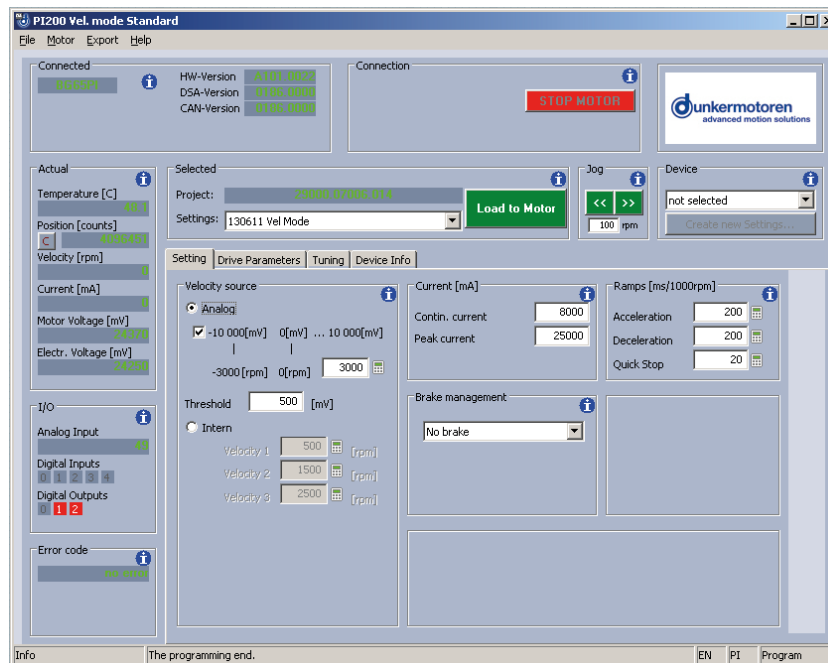 PI200 Vel. mode Standard
File Motor Export Help
Connected
BG65PI
HW-Version
DSA-Version
CAN-Version
Connection
STOP MOTOR
dunkermotoren
advanced motion solutions
Actual
Temperature [C]
Position [counts]
C
Velocity [rpm]
0
Current [mA]
0
Motor Voltage [mV]
Electr. Voltage [mV]
Selected
Project:
Settings: 130611 Vel Mode
Load to Motor
Jog
<< >>
100 rpm
Device
not selected
Create new Settings...
Setting Drive Parameters Tuning Device Info
Velocity source
Analog
-10 000[mV] 0[mV] ... 10 000[mV]
-3000 [rpm] 0[rpm] 3000
Threshold 500 [mV]
Intern
Velocity 1 500 [rpm]
Velocity 2 1500 [rpm]
Velocity 3 2500 [rpm]
Current [mA]
Contin. current 8000
Peak current 25000
Ramps [ms/1000rpm]
Acceleration 200
Deceleration 200
Quick Stop 20
Brake management
No brake
I/O
Analog Input
Digital Inputs
0 1 2 3 4
Digital Outputs
0 1 2
Error code
no error
Info The programming end. EN PI Program